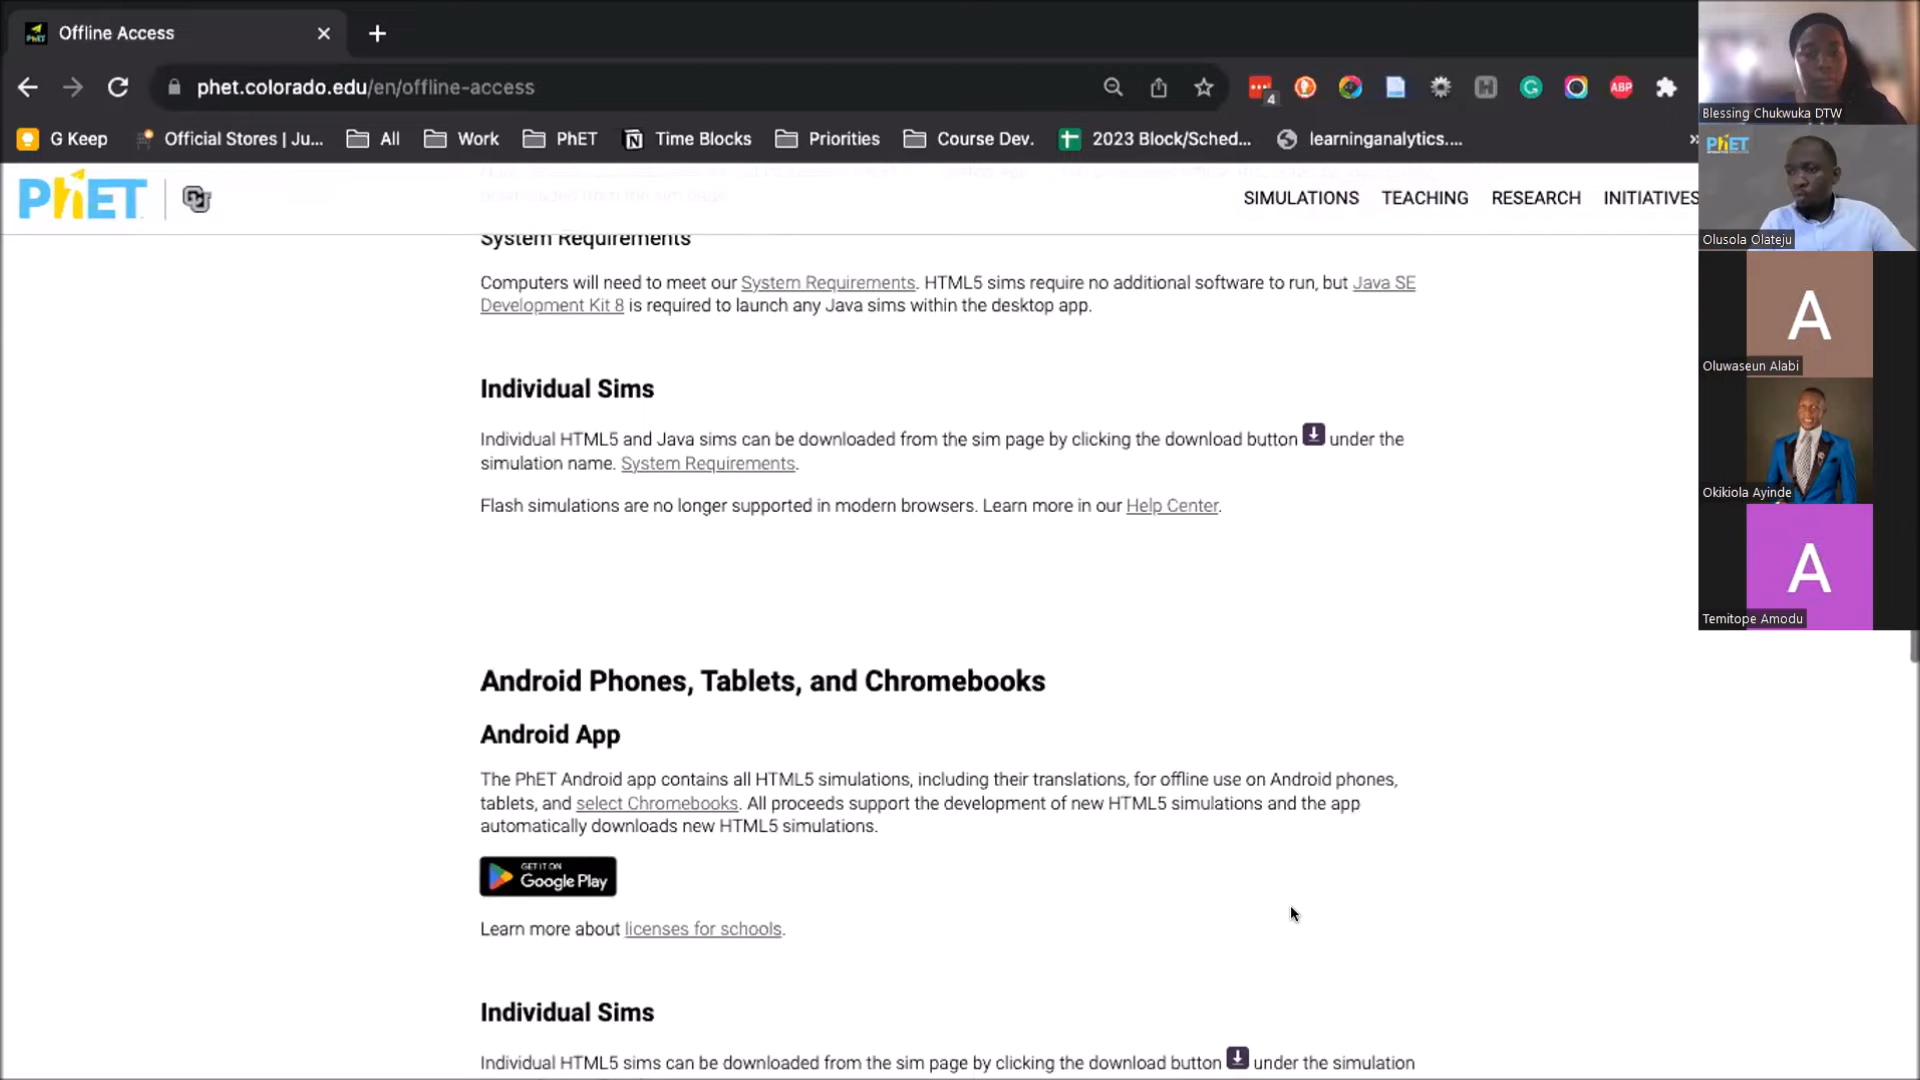 Offline Access
phet.colorado.edu/en/offline-access
4
ABP
G Keep
Official Stores | Ju...
All
Work
PhET
Time Blocks
Priorities
Course Dev.
2023 Block/Sched...
learninganalytics....
»
PhET
SIMULATIONS
TEACHING
RESEARCH
INITIATIVES
downloaded from the sim page.
System Requirements
Computers will need to meet our System Requirements. HTML5 sims require no additional software to run, but Java SE
Development Kit 8 is required to launch any Java sims within the desktop app.
Individual Sims
Individual HTML5 and Java sims can be downloaded from the sim page by clicking the download button under the
simulation name. System Requirements.
Flash simulations are no longer supported in modern browsers. Learn more in our Help Center.
Android Phones, Tablets, and Chromebooks
Android App
The PhET Android app contains all HTML5 simulations, including their translations, for offline use on Android phones,
tablets, and select Chromebooks. All proceeds support the development of new HTML5 simulations and the app
automatically downloads new HTML5 simulations.
GET IT ON
Google Play
Learn more about licenses for schools.
Individual Sims
Individual HTML5 sims can be downloaded from the sim page by clicking the download button under the simulation
Blessing Chukwuka DTW
PhET
Olusola Olateju
A
Oluwaseun Alabi
Okikiola Ayinde
A
Temitope Amodu